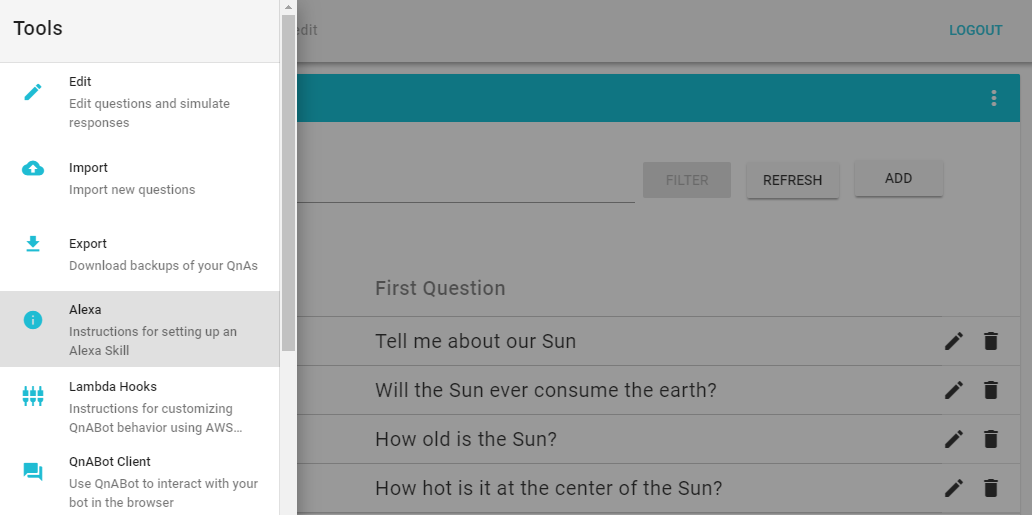 Tools
edit
LOGOUT
Edit
Edit questions and simulate
responses
Import
Import new questions
Export
Download backups of your QnAs
Alexa
Instructions for setting up an
Alexa Skill
Lambda Hooks
Instructions for customizing
QnABot behavior using AWS...
QnABot Client
Use QnABot to interact with your
bot in the browser
FILTER
REFRESH
ADD
First Question
Tell me about our Sun
Will the Sun ever consume the earth?
How old is the Sun?
How hot is it at the center of the Sun?